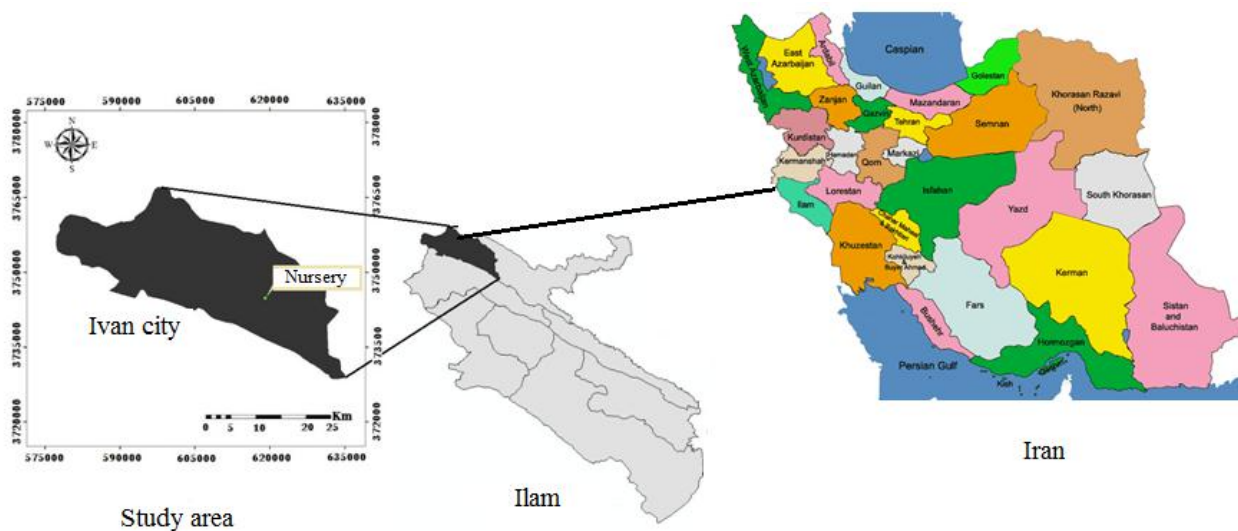 575000 590000 605000 620000 635000
3780000
3765000
3750000
3735000
3720000
N
W E
S
Nursery
Ivan city
Km
0 5 10 20 25
575000 590000 605000 620000 635000
3780000
3765000
3750000
3735000
3720000
Study area
Ilam
Caspian
West Azarbaijan
East
Azarbaijan
Ardabil
Guilan
Golestan
Zanjan
Mazandaran
Khorasan Razavi
(North)
Qazvin
Tehran
Semnan
Kurdistan
Hamadan
Markazi
Kermanshah
Qom
Isfahan
South Khorasan
Ilam
Lorestan
Yazd
Khuzestan
Kerman
Fars
Sistan
and
Baluchistan
Bushehr
Hormozgan
Persian Gulf
Kish
Iran